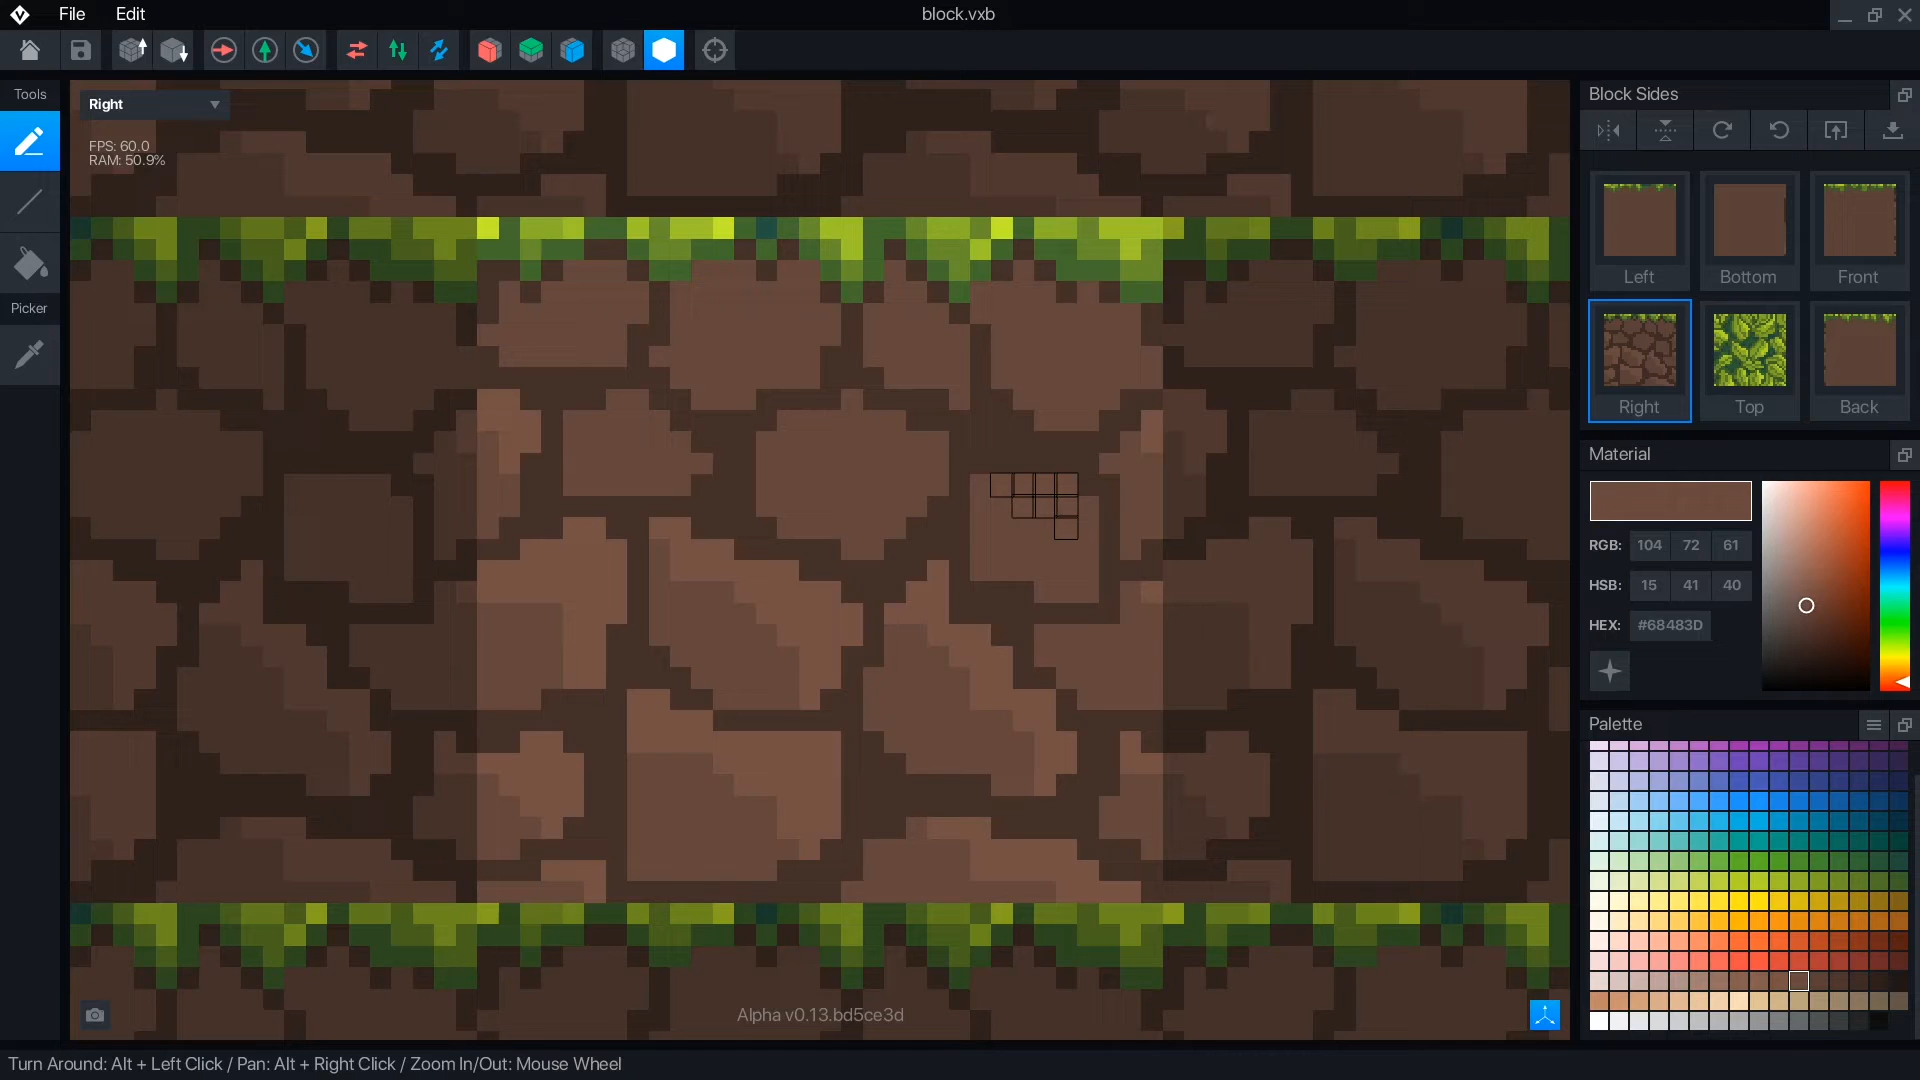 File Edit block.vxb
Tools
Right
FPS: 60.0
RAM: 50.9%
Picker
Alpha v0.13.bd5ce3d
Block Sides
Left Bottom Front
Right Top Back
Material
RGB: 104 72 61
HSB: 15 41 40
HEX: #68483D
Palette
Turn Around: Alt + Left Click / Pan: Alt + Right Click / Zoom In/Out: Mouse Wheel